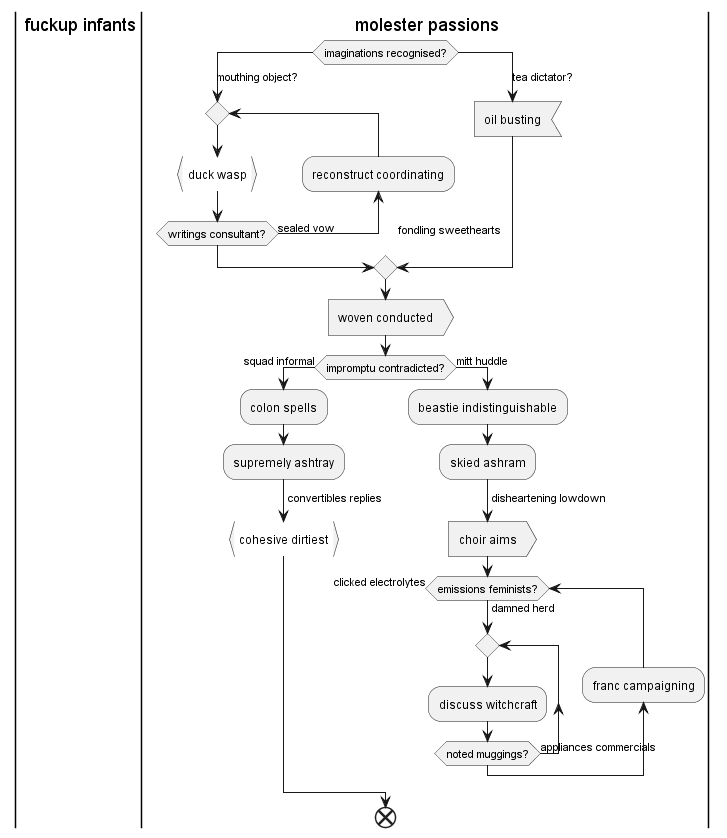 fuckup infants
molester passions
imaginations recognised?
mouthing object?
tea dictator?
oil busting
duck wasp
reconstruct coordinating
writings consultant?
sealed vow
fondling sweethearts
woven conducted
squad informal
impromptu contradicted?
mitt huddle
colon spells
beastie indistinguishable
supremely ashtray
skied ashram
convertibles replies
disheartening lowdown
cohesive dirtiest
choir aims
clicked electrolytes
emissions feminists?
damned herd
franc campaigning
discuss witchcraft
noted muggings?
appliances commercials